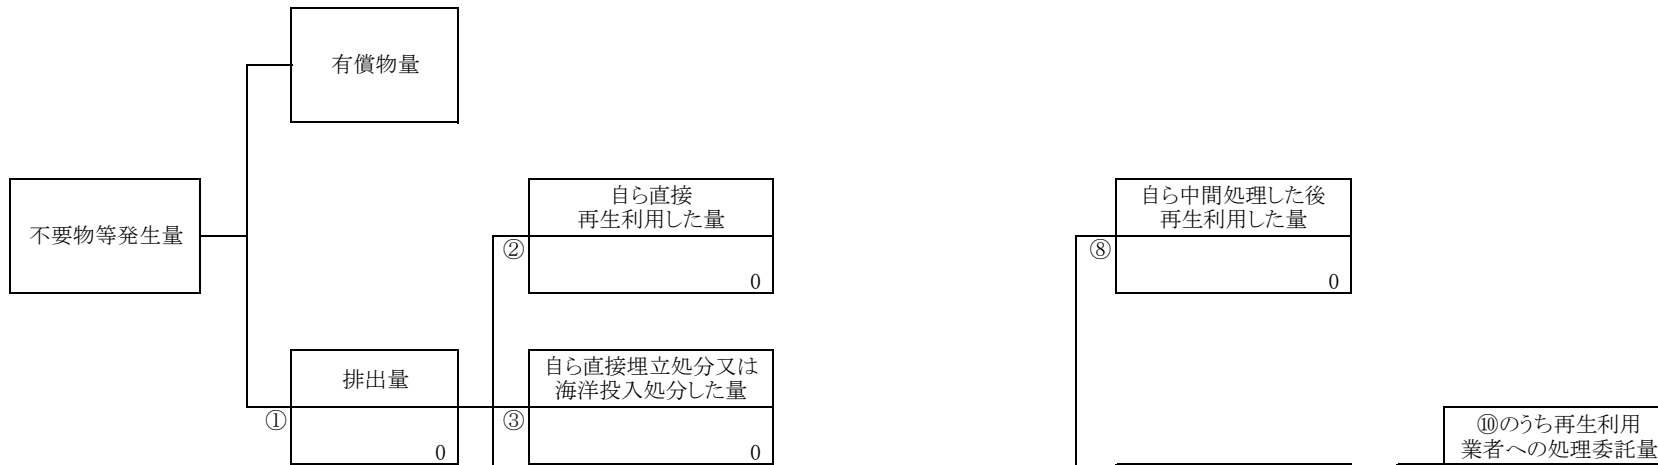 有償物量
不要物等発生量
自ら直接
再生利用した量
②
0
自ら中間処理した後
再生利用した量
⑧
0
排出量
①
0
自ら直接埋立処分又は
海洋投入処分した量
③
0
⑩のうち再生利用
業者への処理委託量